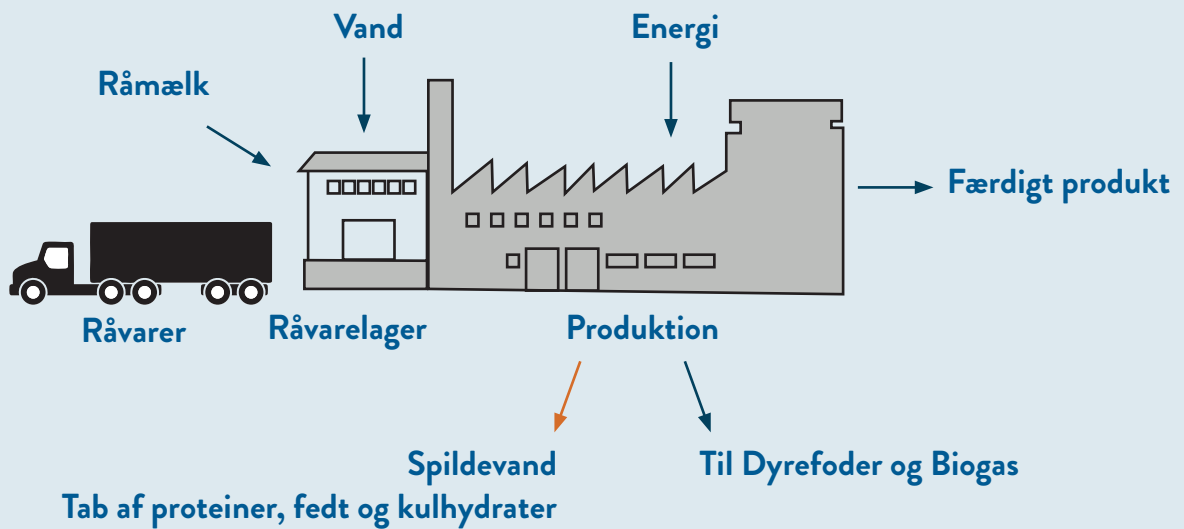 Vand
Energi
Råmælk
Færdigt produkt
Råvarer
Råvarelager
Produktion
Spildevand
Til Dyrefoder og Biogas
Tab af proteiner, fedt og kulhydrater